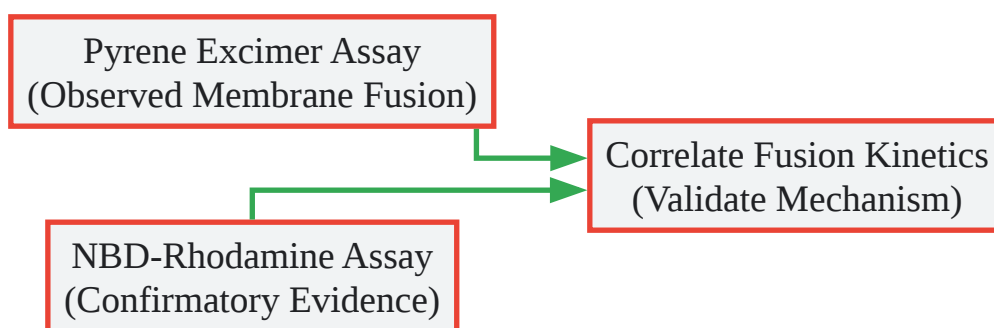 Pyrene Excimer Assay
(Observed Membrane Fusion)
Correlate Fusion Kinetics
(Validate Mechanism)
NBD-Rhodamine Assay
(Confirmatory Evidence)